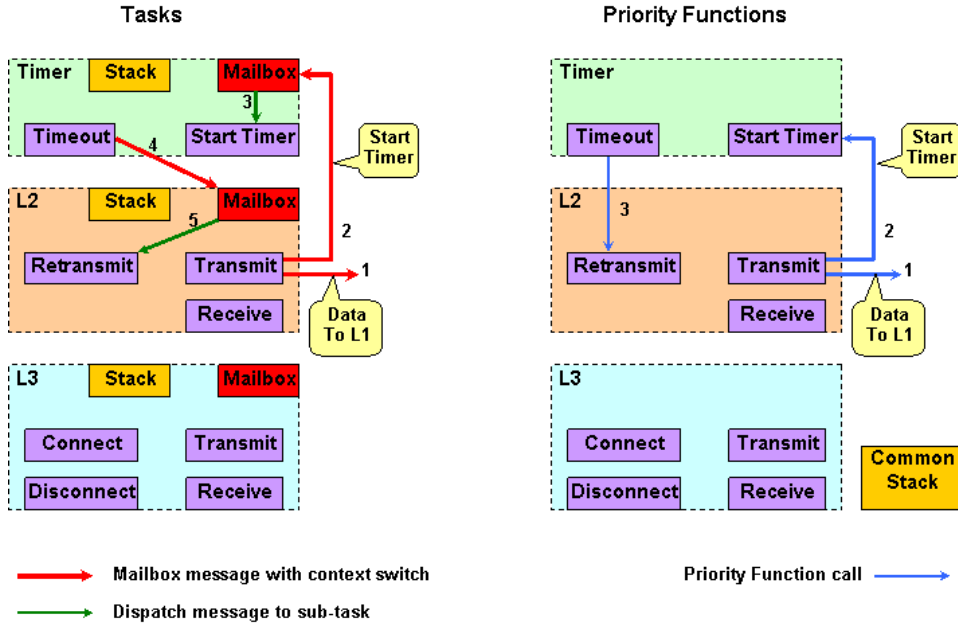 Tasks
Priority Functions
Timer
Stack
Mailbox
3
Timeout
4
Start Timer
Start
Timer
L2
Stack
Mailbox
5
2
Retransmit
Transmit
1
Receive
Data
To L1
L3
Stack
Mailbox
Connect
Transmit
Disconnect
Receive
Timer
Timeout
Start Timer
Start
Timer
L2
3
2
Retransmit
Transmit
1
Receive
Data
To L1
L3
Connect
Transmit
Disconnect
Receive
Common
Stack
Mailbox message with context switch
Priority Function call
Dispatch message to sub-task